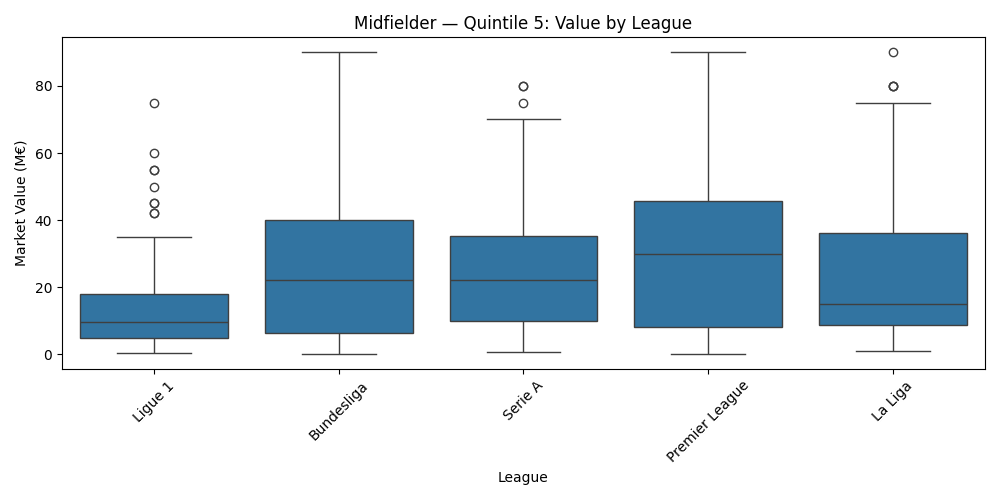 Midfielder — Quintile 5: Value by League
Market Value (M€)
80
60
40
20
0
Ligue 1
Bundesliga
Serie A
Premier League
La Liga
League